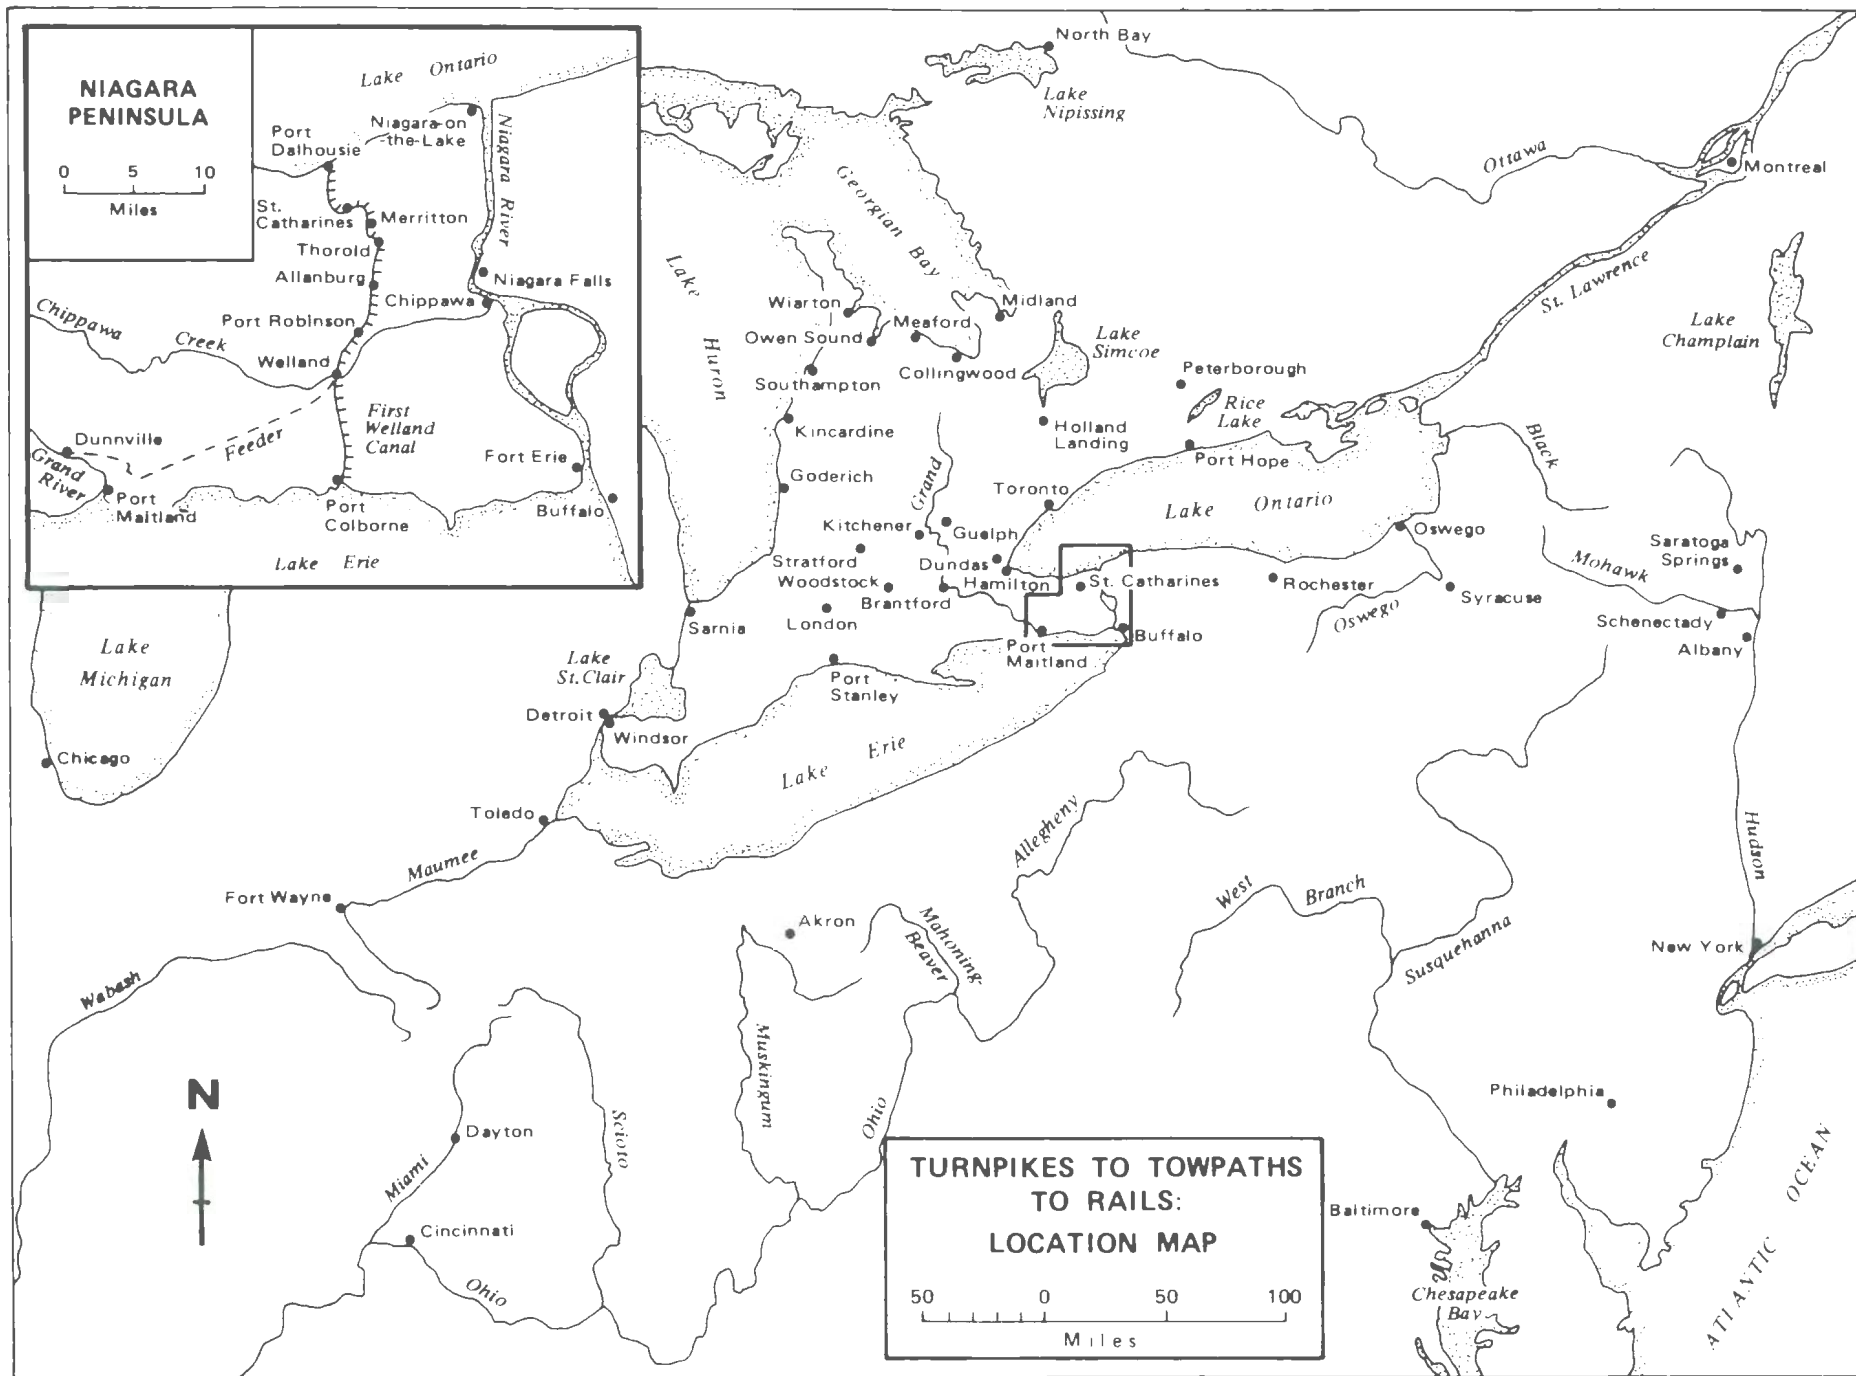 NIAGARA
PENINSULA
0 5 10
Miles
Lake Ontario
Port
Dalhousie
Niagara-on
-the-Lake
Niagara River
St.
Catharines
Merritton
Thorold
Allanburg
Niagara Falls
Chippawa
Chippawa
Creek
Port Robinson
Welland
First
Welland
Canal
Feeder
Dunnville
Grand
River
Port
Maitland
Port
Colborne
Fort Erie
Buffalo
Lake Erie
North Bay
Lake
Nipissing
Ottawa
Montreal
St. Lawrence
Lake
Champlain
Georgian Bay
Lake
Huron
Wiarton
Owen Sound
Meaford
Midland
Lake
Simcoe
Collingwood
Southampton
Kincardine
Goderich
Peterborough
Rice
Lake
Holland
Landing
Port Hope
Black
Grand
Toronto
Lake Ontario
Kitchener
Guelph
Stratford
Dundas
Woodstock
Hamilton
Brantford
St. Catharines
London
Sarnia
Port
Maitland
Buffalo
Port
Stanley
Oswego
Rochester
Oswego
Syracuse
Mohawk
Saratoga
Springs
Schenectady
Albany
Lake
Michigan
Chicago
Lake
St. Clair
Detroit
Windsor
Lake Erie
Toledo
Maumee
Fort Wayne
Wabash
Akron
Mahoning-
Beaver
Allegheny
West Branch
Susquehanna
Hudson
New York
Philadelphia
Muskingum
Scioto
Ohio
Miami
Dayton
Cincinnati
Ohio
N
TURNPIKES TO TOWPATHS
TO RAILS:
LOCATION MAP
50 0 50 100
Miles
Baltimore
Chesapeake
Bay
ATLANTIC OCEAN